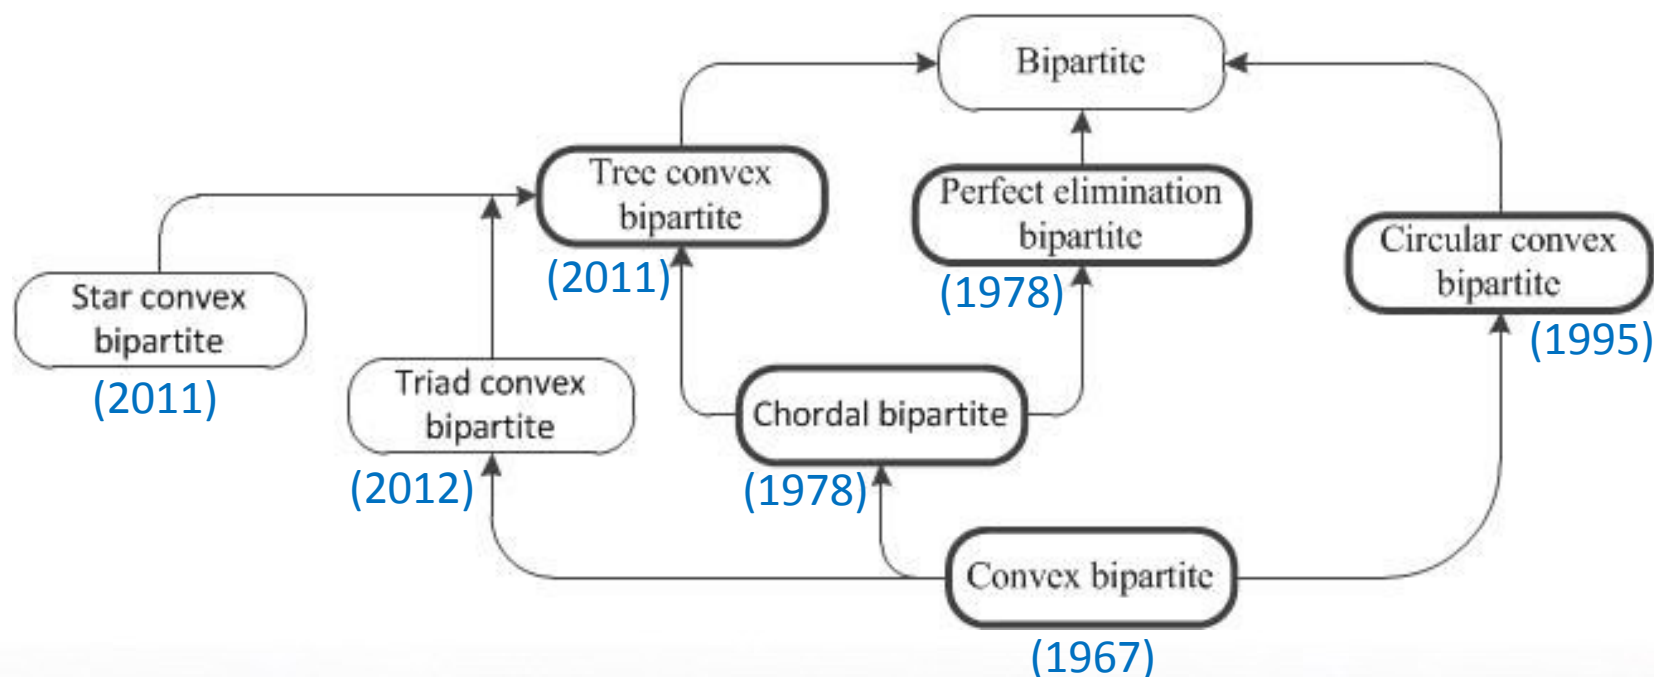 Bipartite
Tree convex
bipartite
(2011)
Perfect elimination
bipartite
(1978)
Circular convex
bipartite
(1995)
Star convex
bipartite
(2011)
Triad convex
bipartite
(2012)
Chordal bipartite
(1978)
Convex bipartite
(1967)